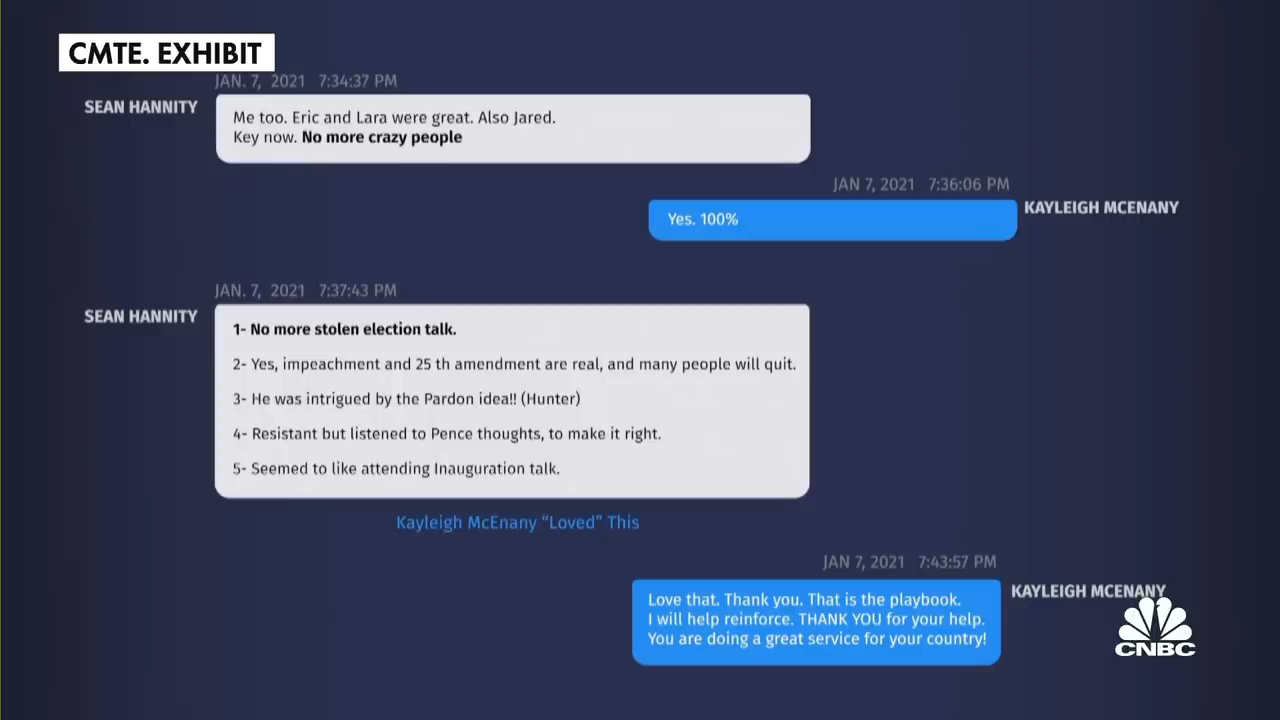 CMTE. EXHIBIT
JAN. 7, 2021 7:34:37 PM
SEAN HANNITY
Me too. Eric and Lara were great. Also Jared.
Key now. No more crazy people
JAN 7, 2021 7:36:06 PM
KAYLEIGH MCENANY
Yes. 100%
JAN. 7, 2021 7:37:43 PM
SEAN HANNITY
1- No more stolen election talk.
2- Yes, impeachment and 25 th amendment are real, and many people will quit.
3- He was intrigued by the Pardon idea!! (Hunter)
4- Resistant but listened to Pence thoughts, to make it right.
5- Seemed to like attending Inauguration talk.
Kayleigh McEnany “Loved” This
JAN 7, 2021 7:43:57 PM
KAYLEIGH MCENANY
Love that. Thank you. That is the playbook.
I will help reinforce. THANK YOU for your help.
You are doing a great service for your country!
CNBC